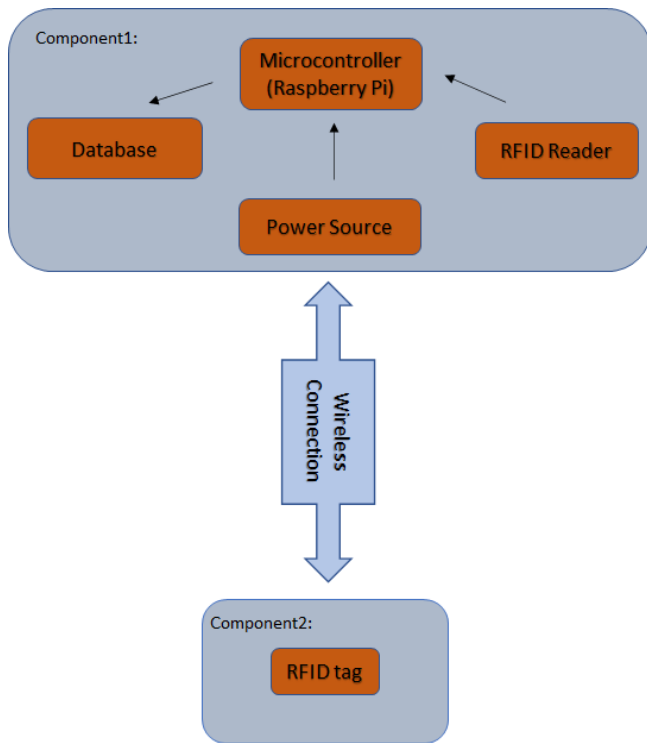 Component1:
Microcontroller
(Raspberry Pi)
Database
RFID Reader
Power Source
Wireless
Connection
Component2:
RFID tag